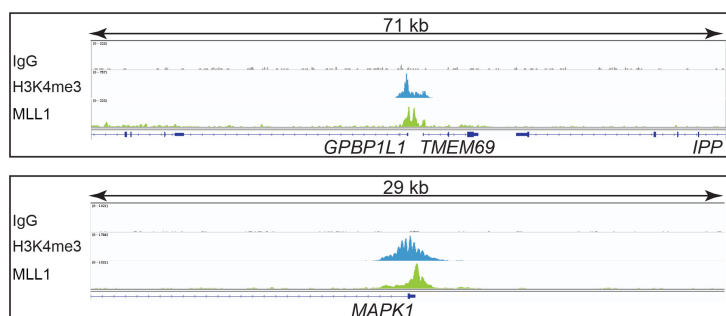 71 kb
IgG
H3K4me3
MLL1
GPBP1L1 TMEM69 IPP
29 kb
IgG
H3K4me3
MLL1
MAPK1